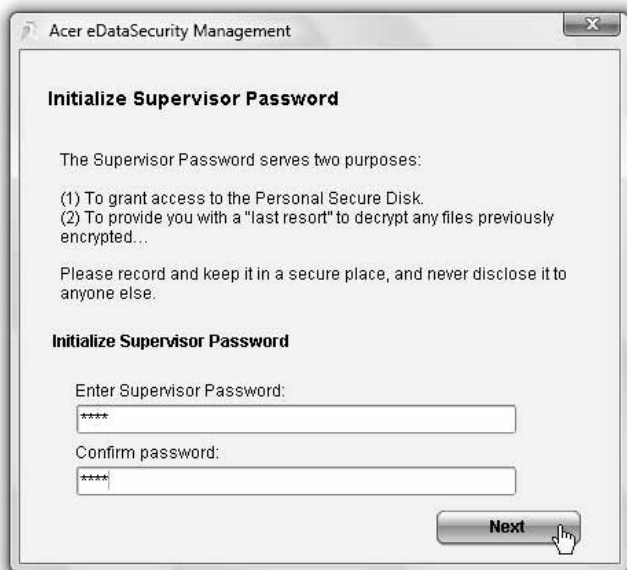 Acer eDataSecurity Management
Initialize Supervisor Password
The Supervisor Password serves two purposes:
(1) To grant access to the Personal Secure Disk.
(2) To provide you with a "last resort" to decrypt any files previously
encrypted...
Please record and keep it in a secure place, and never disclose it to
anyone else.
Initialize Supervisor Password
Enter Supervisor Password:
****
Confirm password:
****
Next